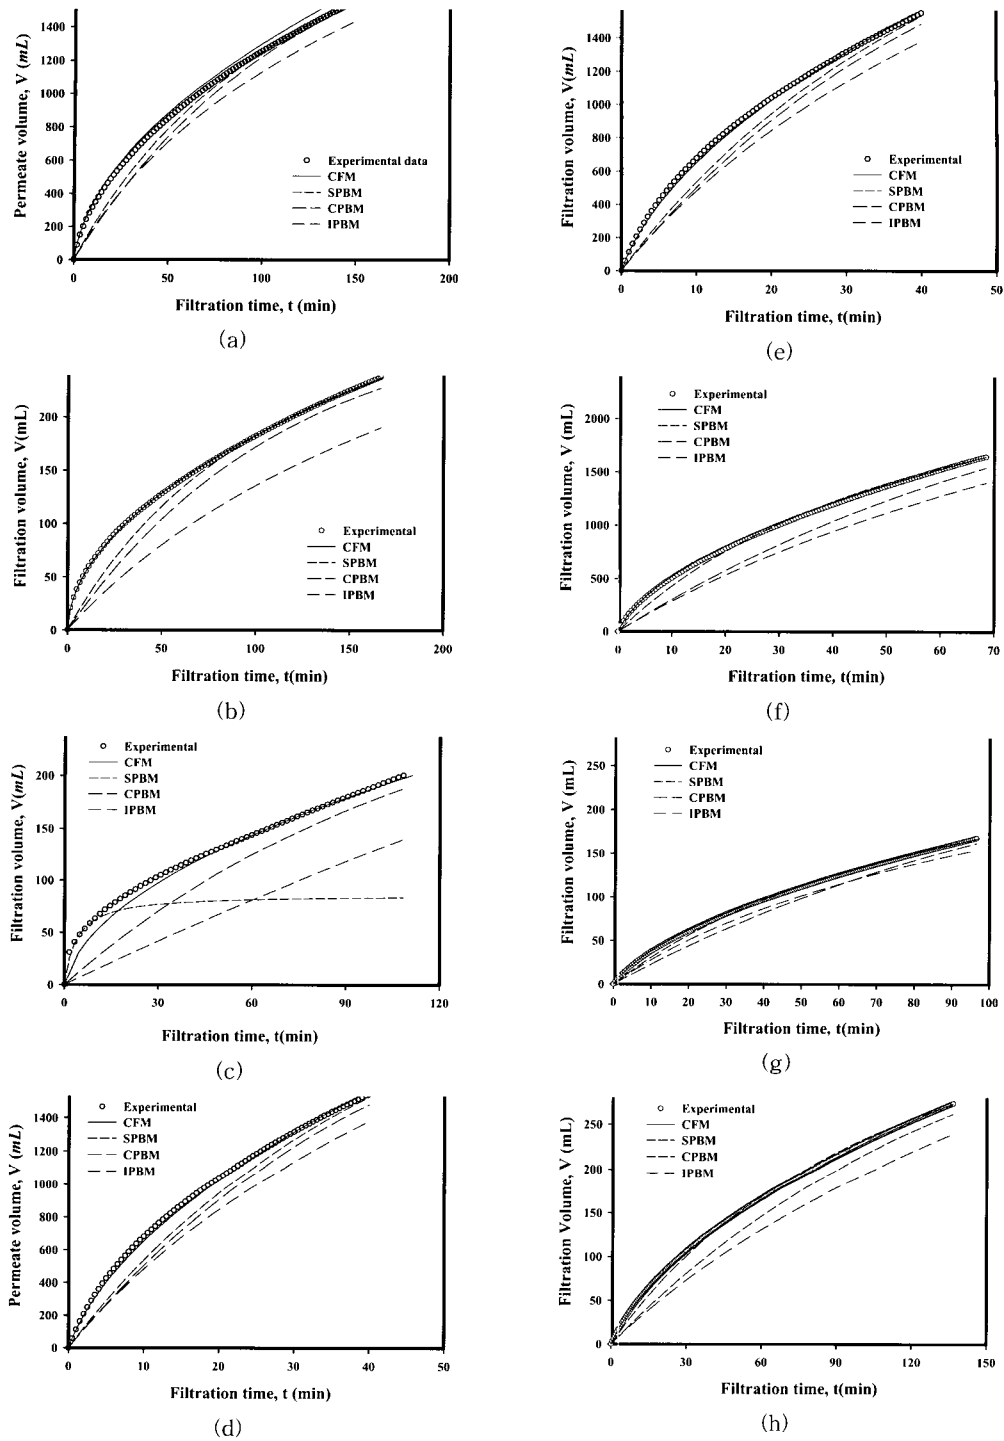 Permeate volume, V (mL)
1400
1200
1000
800
600
400
200
0
Experimental data
CFM
SPBM
CPBM
IPBM
0 50 100 150 200
Filtration time, t (min)
(a)
Filtration volume, V(mL)
1600
1400
1200
1000
800
600
400
200
0
Experimental
CFM
SPBM
CPBM
IPBM
0 10 20 30 40 50
Filtration time, t(min)
(e)
Filtration volume, V(mL)
200
150
100
50
0
Experimental
CFM
SPBM
CPBM
IPBM
0 50 100 150 200
Filtration time, t(min)
(b)
Filtration volume, V (mL)
2000
1500
1000
500
0
Experimental
CFM
SPBM
CPBM
IPBM
0 10 20 30 40 50 60 70
Filtration time, t(min)
(f)
Filtration volume, V(mL)
200
150
100
50
0
Experimental
CFM
SPBM
CPBM
IPBM
0 30 60 90 120
Filtration time, t(min)
(c)
Filtration volume, V (mL)
250
200
150
100
50
0
Experimental
CFM
SPBM
CPBM
IPBM
0 10 20 30 40 50 60 70 80 90 100
Filtration time, t(min)
(g)
Permeate volume, V (mL)
1400
1200
1000
800
600
400
200
0
Experimental
CFM
SPBM
CPBM
IPBM
0 10 20 30 40 50
Filtration time, t (min)
(d)
Filtration Volume, V (mL)
250
200
150
100
50
0
Experimental
CFM
SPBM
CPBM
IPBM
0 30 60 90 120 150
Filtration time, t(min)
(h)